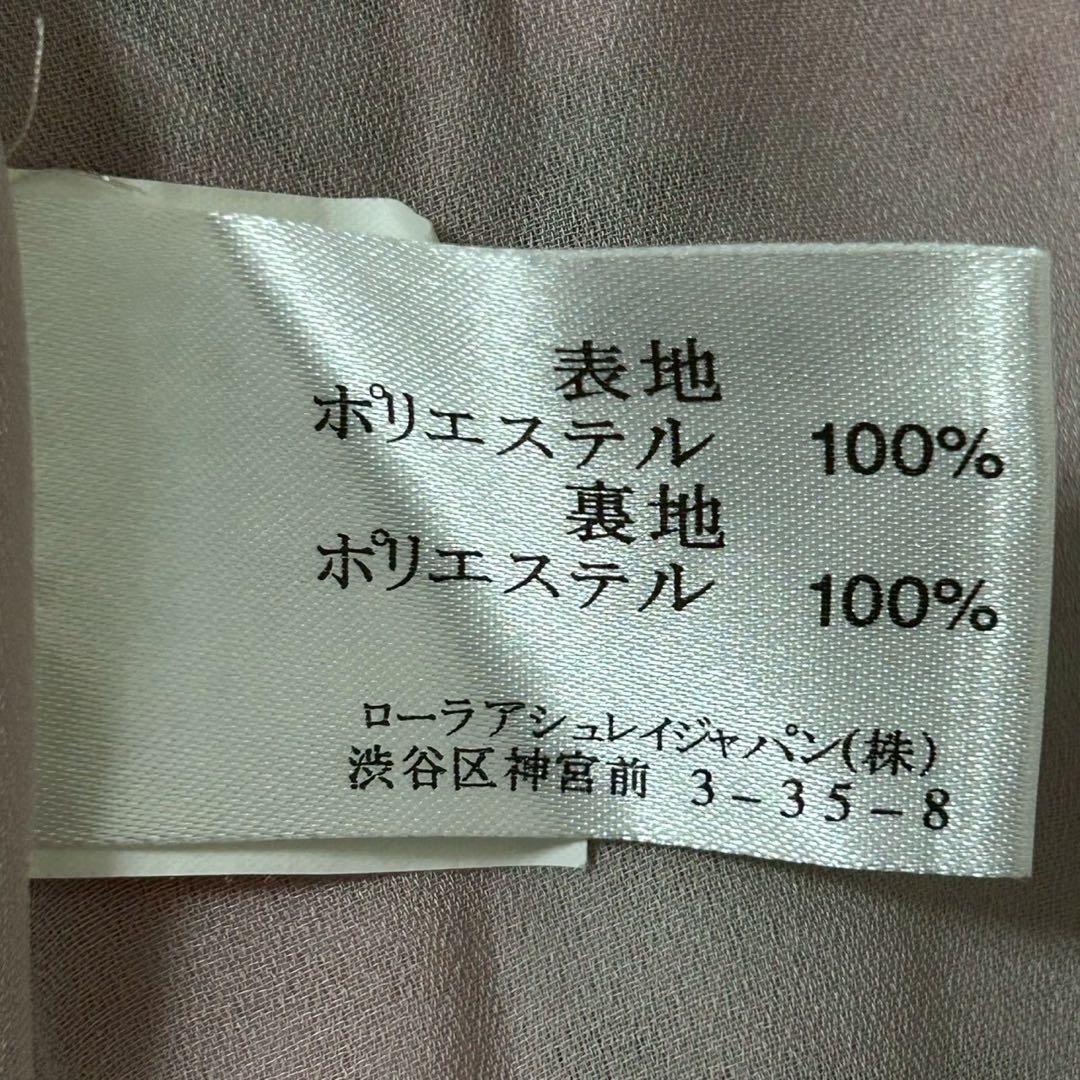 表地
ポリエステル 100%
裏地
ポリエステル 100%
ローラアシュレイジャパン(株)
渋谷区神宮前 3-35-8